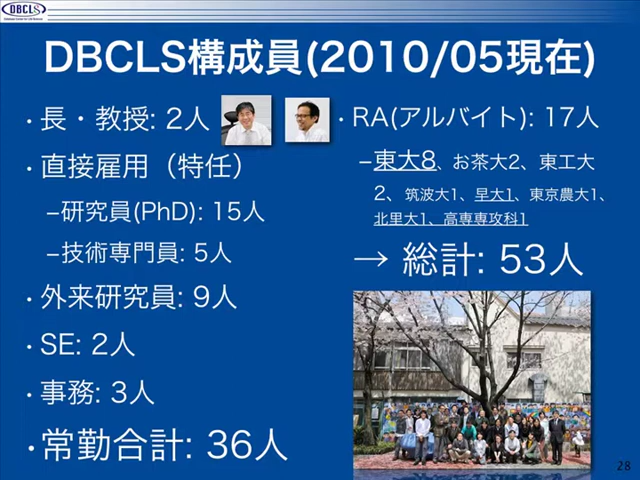 DBCLS
DBCLS構成員(2010/05現在)
・長・教授: 2人
・直接雇用（特任）
–研究員(PhD): 15人
–技術専門員: 5人
・外来研究員: 9人
・SE: 2人
・事務: 3人
・常勤合計: 36人
・RA(アルバイト): 17人
–東大8、お茶大2、東工大
2、筑波大1、早大1、東京農大1、
北里大1、高専専攻科1
→ 総計: 53人
28